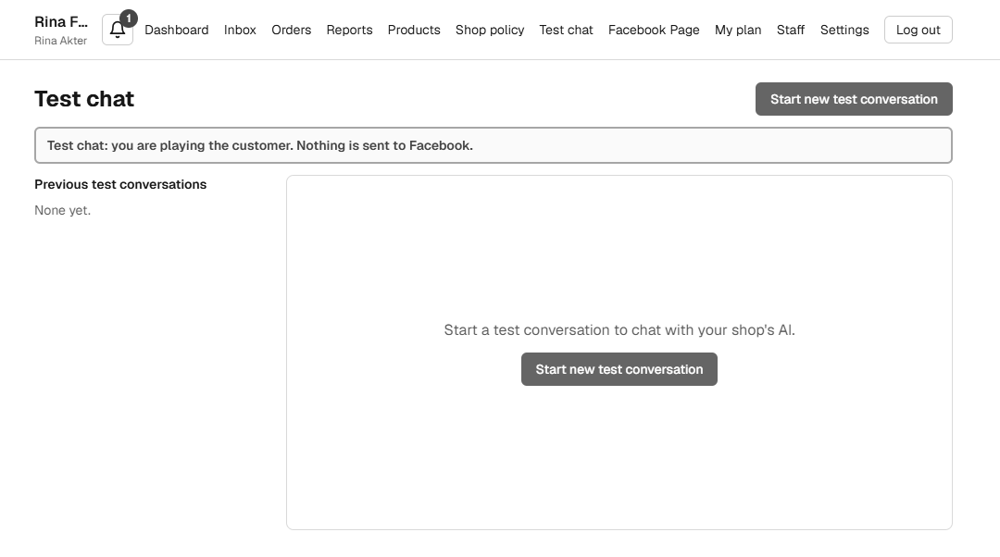 Rina F...
Rina Akter
1
Dashboard
Inbox
Orders
Reports
Products
Shop policy
Test chat
Facebook Page
My plan
Staff
Settings
Log out
Test chat
Start new test conversation
Test chat: you are playing the customer. Nothing is sent to Facebook.
Previous test conversations
None yet.
Start a test conversation to chat with your shop's AI.
Start new test conversation